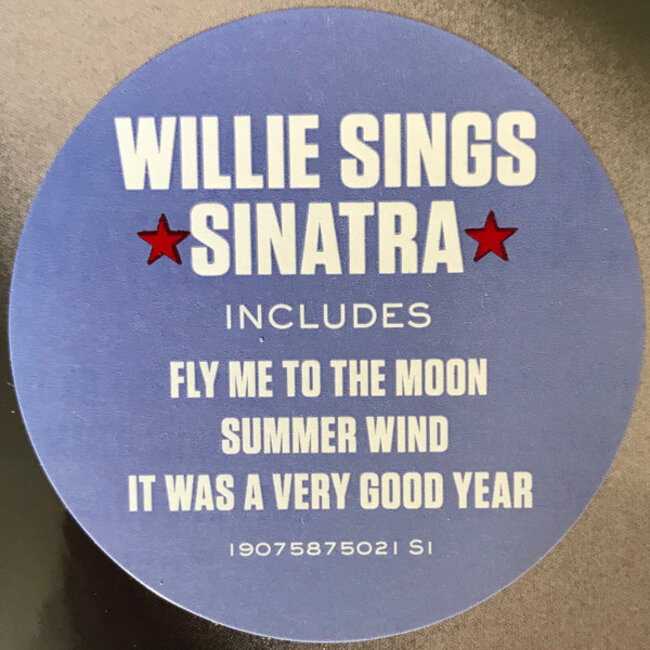 WILLIE SINGS
SINATRA
INCLUDES
FLY ME TO THE MOON
SUMMER WIND
IT WAS A VERY GOOD YEAR
19075875021 S1